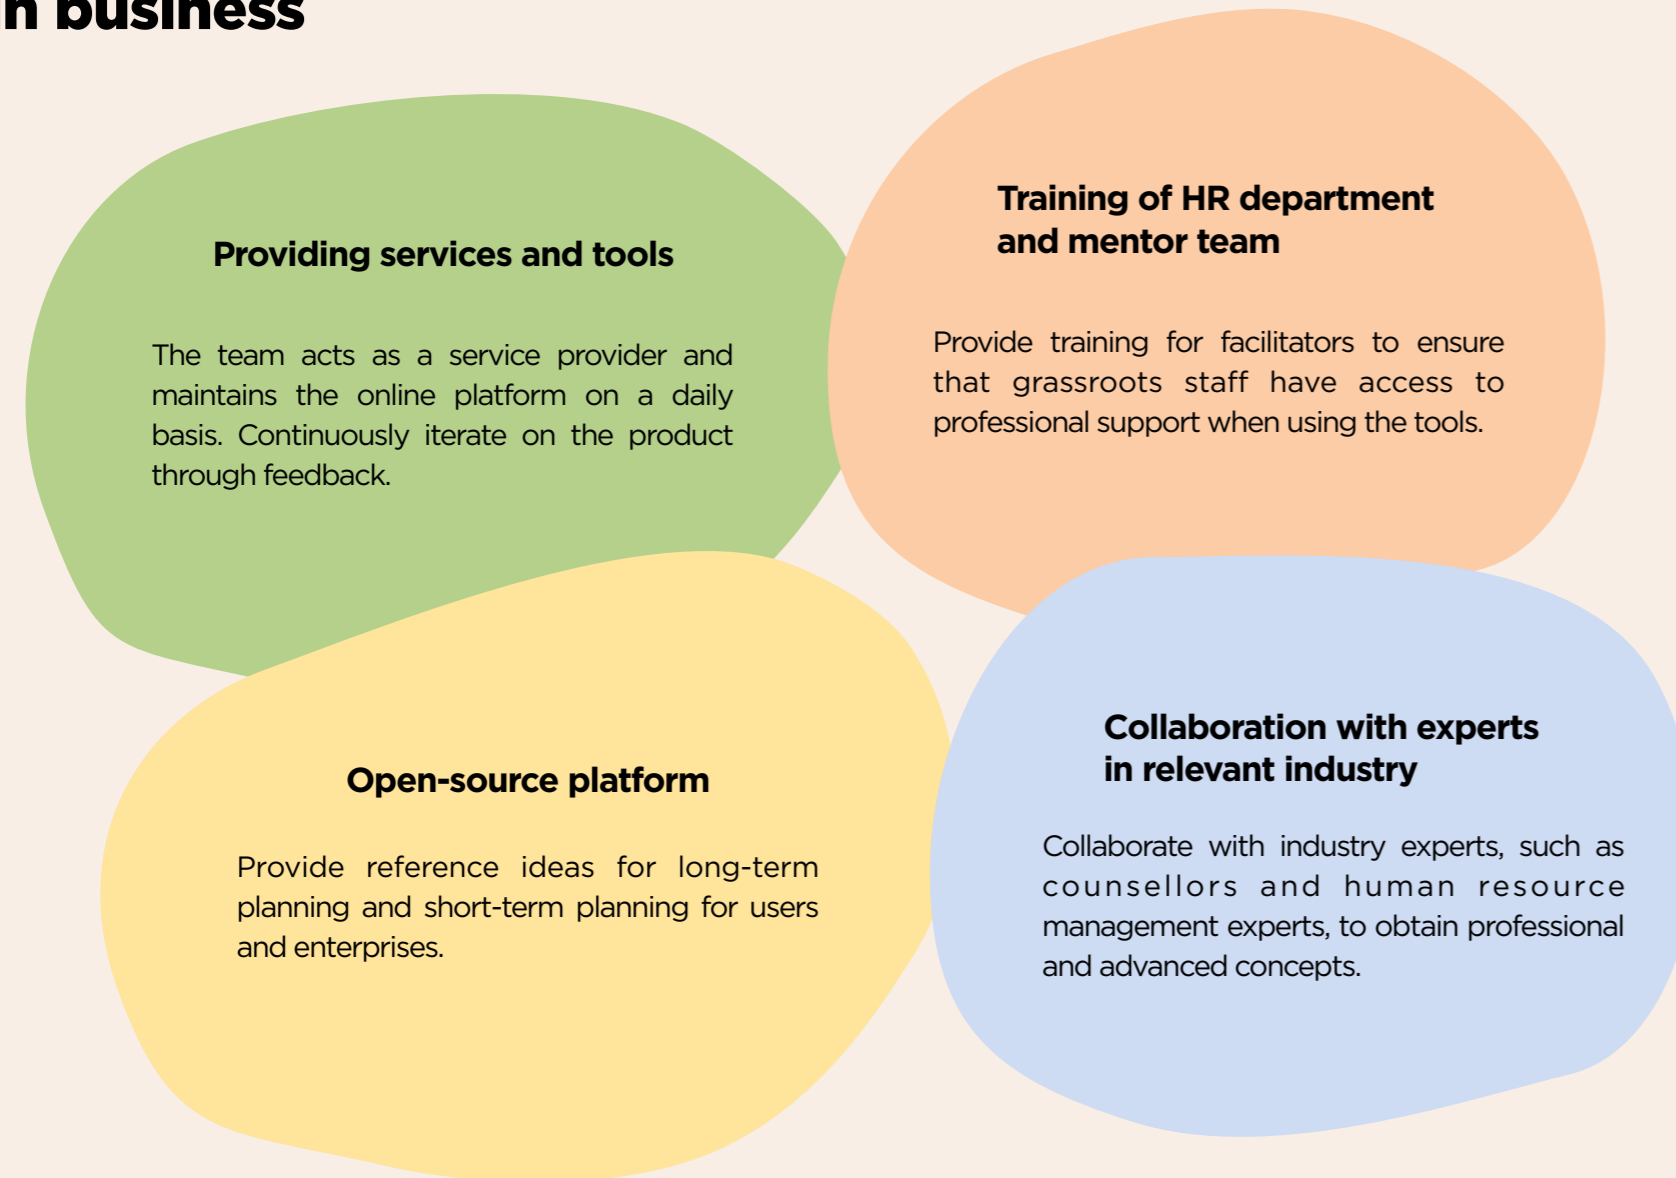 in business
Providing services and tools
The team acts as a service provider and
maintains the online platform on a daily
basis. Continuously iterate on the product
through feedback.
Training of HR department
and mentor team
Provide training for facilitators to ensure
that grassroots staff have access to
professional support when using the tools.
Open-source platform
Provide reference ideas for long-term
planning and short-term planning for users
and enterprises.
Collaboration with experts
in relevant industry
Collaborate with industry experts, such as
counsellors and human resource
management experts, to obtain professional
and advanced concepts.